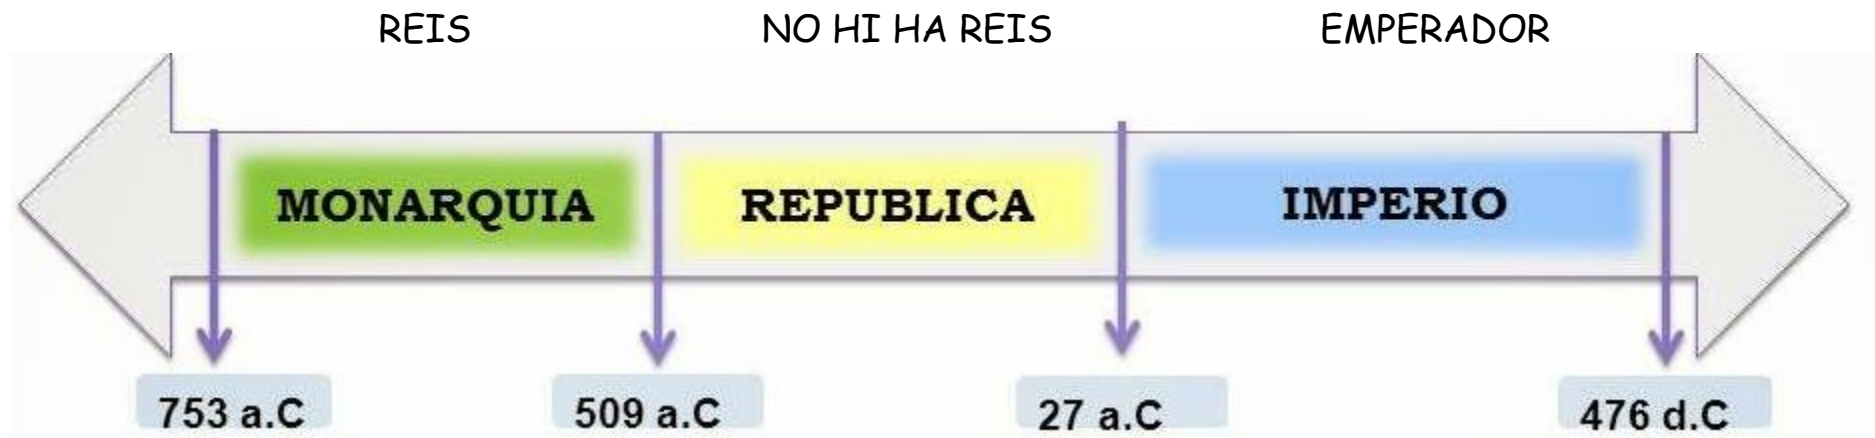 REIS NO HI HA REIS EMPERADOR
MONARQUIA REPUBLICA IMPERIO
753 a.C 509 a.C 27 a.C 476 d.C